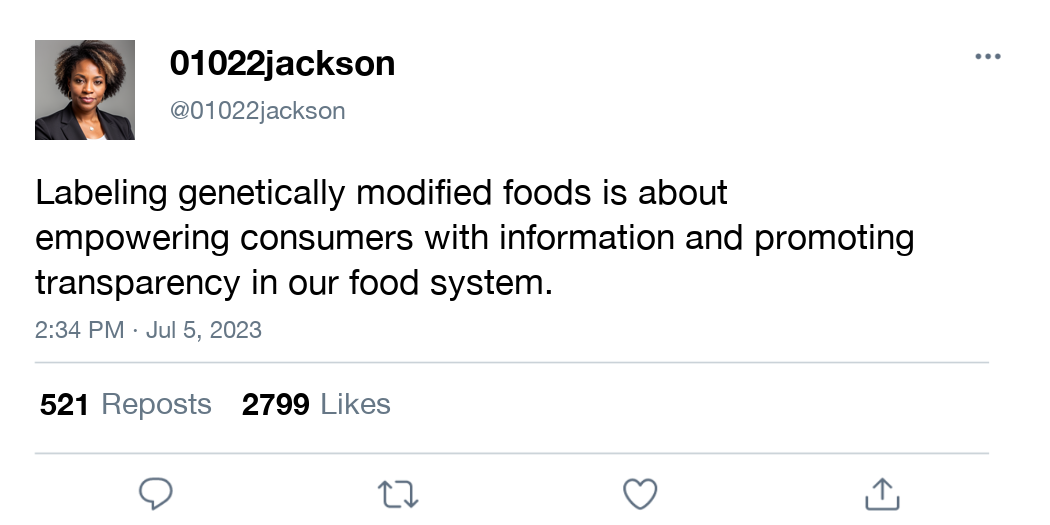 01022jackson
@01022jackson
Labeling genetically modified foods is about
empowering consumers with information and promoting
transparency in our food system.
2:34 PM · Jul 5, 2023
521 Reposts 2799 Likes